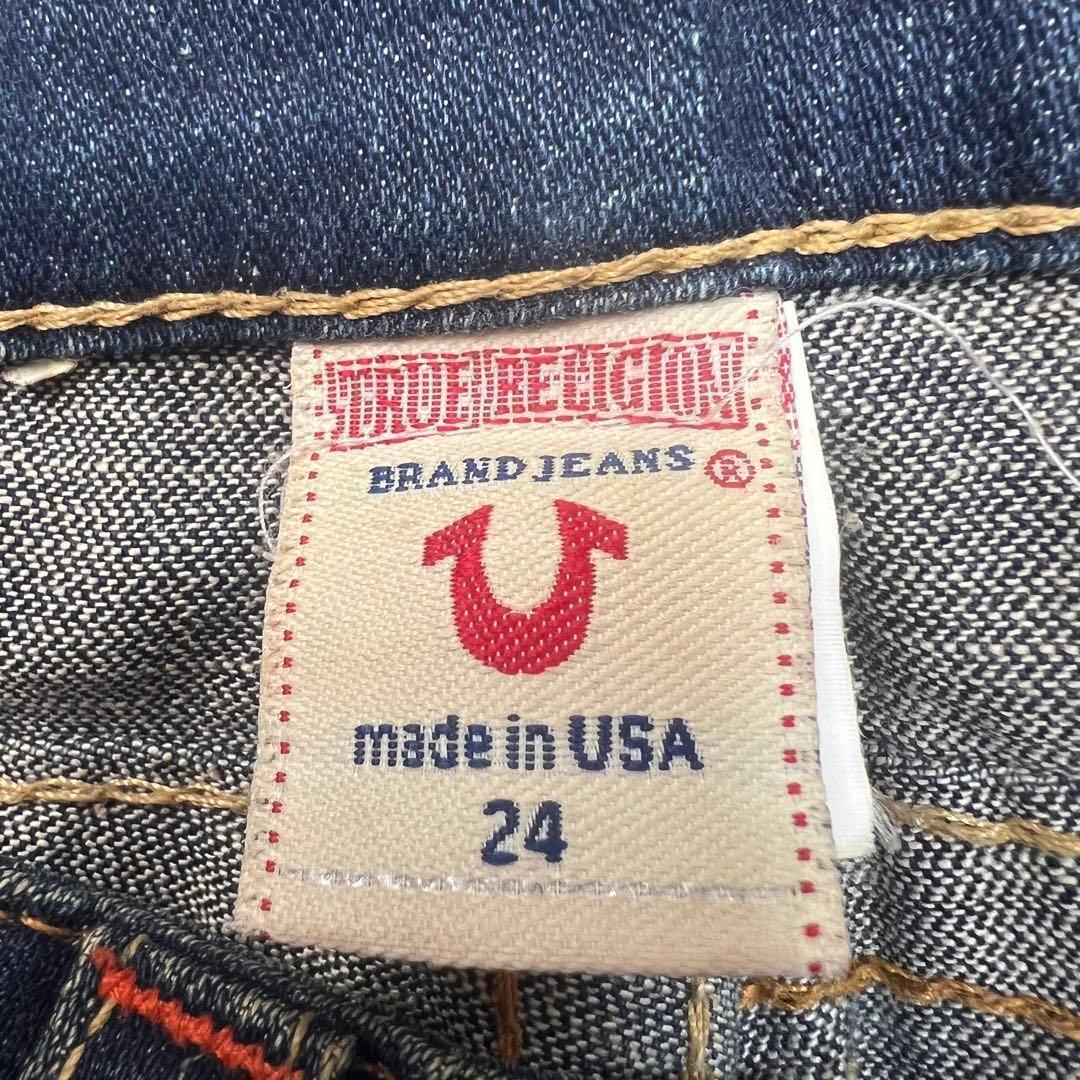 TRUE RELIGION
BRAND JEANS ®
made in USA
24